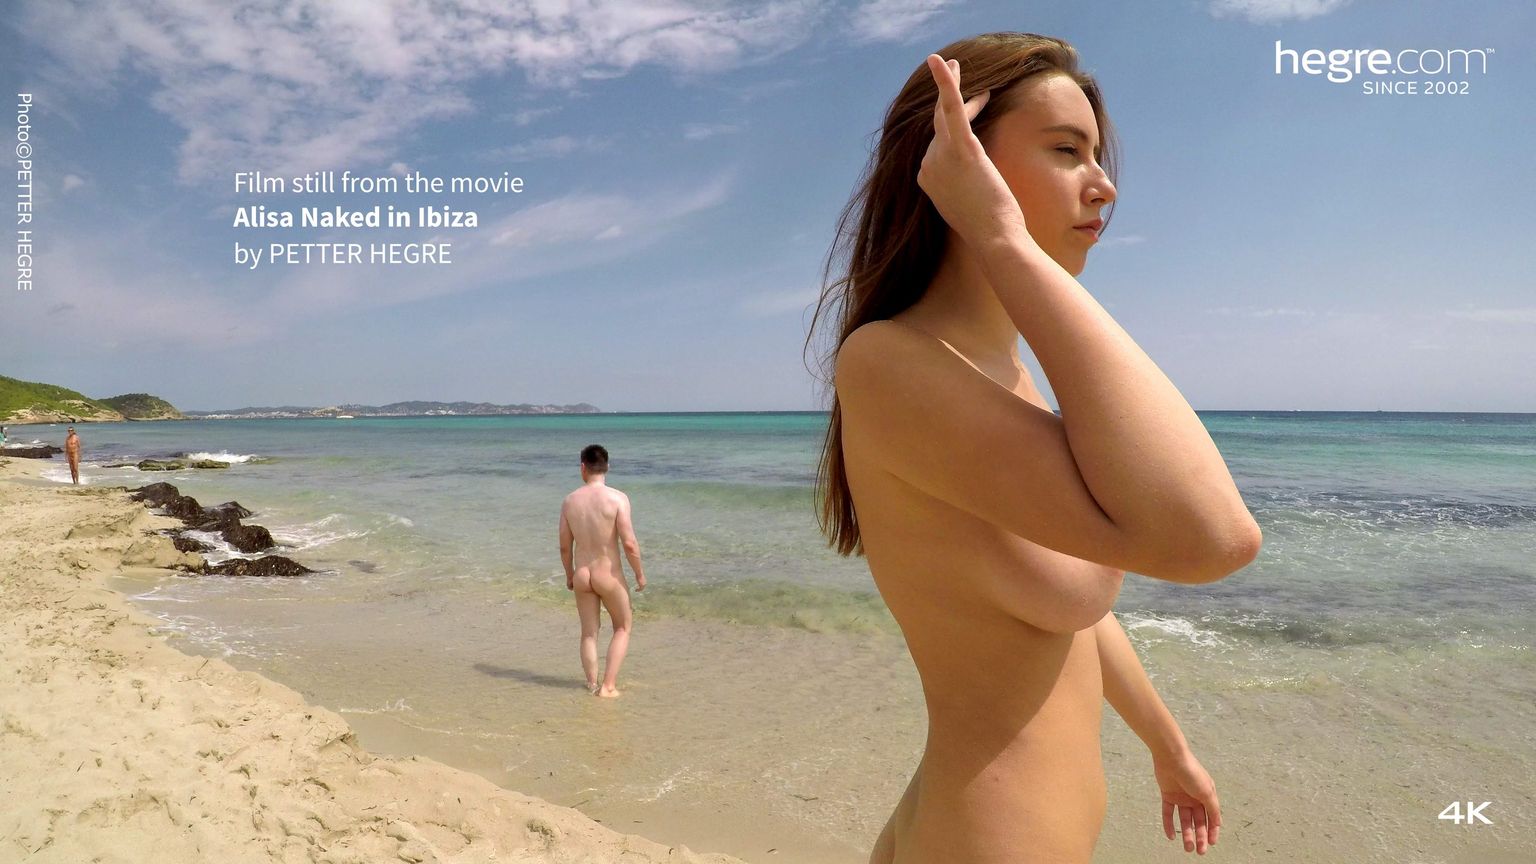 hegre.com™
SINCE 2002
Photo©PETTER HEGRE
Film still from the movie
Alisa Naked in Ibiza
by PETTER HEGRE
4K